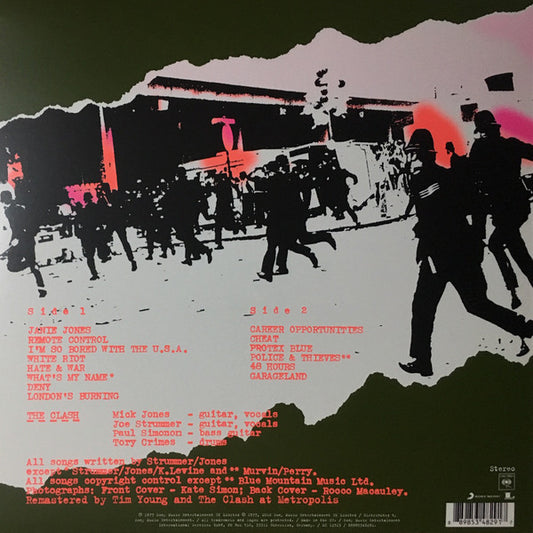 Side 1
JANIE JONES
REMOTE CONTROL
I'M SO BORED WITH THE U.S.A.
WHITE RIOT
HATE & WAR
WHAT'S MY NAME*
DENY
LONDON'S BURNING
Side 2
CAREER OPPORTUNITIES
CHEAT
PROTEX BLUE
POLICE & THIEVES**
48 HOURS
GARAGELAND
THE CLASH
Mick Jones - guitar, vocals
Joe Strummer - guitar, vocals
Paul Simonon - bass guitar
Tory Crimes - drums
All songs written by Strummer/Jones
except * Strummer/Jones/K.Levine and ** Murvin/Perry.
All songs copyright control except ** Blue Mountain Music Ltd.
Photographs: Front Cover - Kate Simon; Back Cover - Rocco Macauley.
Remastered by Tim Young and The Clash at Metropolis
Stereo